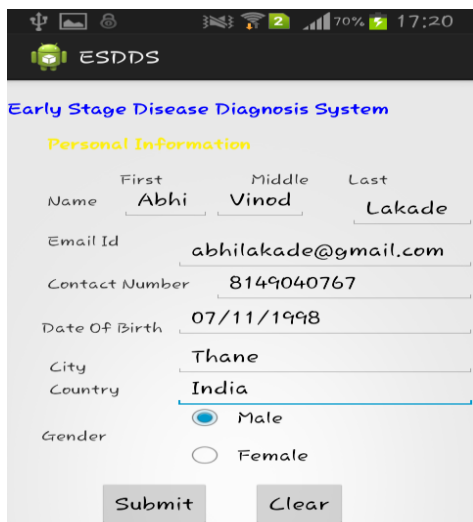 2 70% 17:20
ESDDS
Early Stage Disease Diagnosis System
Personal Information
First Middle Last
Name Abhi Vinod Lakade
Email Id abhilakade@gmail.com
Contact Number 8149040767
Date Of Birth 07/11/1998
City Thane
Country India
Gender Male
Female
Submit Clear